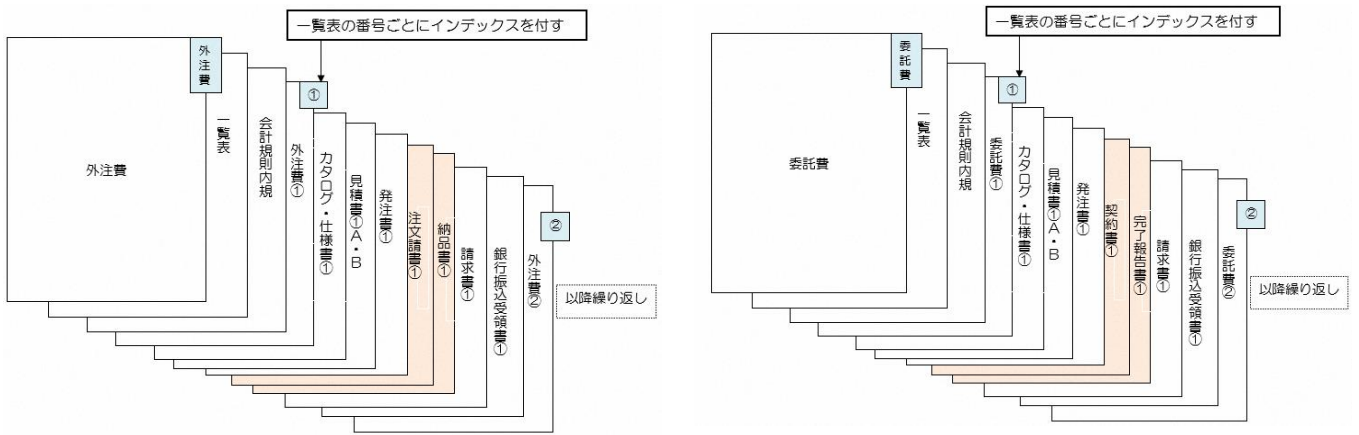 一覧表の番号ごとにインデックスを付す
外注費
①
外注費
一覧表
会計規則内規
外注費①
カタログ・仕様書①
見積書①A・B
発注書①
注文請書①
納品書①
請求書①
銀行振込受領書①
外注費②
②
以降繰り返し
一覧表の番号ごとにインデックスを付す
委託費
①
委託費
一覧表
会計規則内規
委託費①
カタログ・仕様書①
見積書①A・B
発注書①
契約書①
完了報告書①
請求書①
銀行振込受領書①
委託費②
②
以降繰り返し